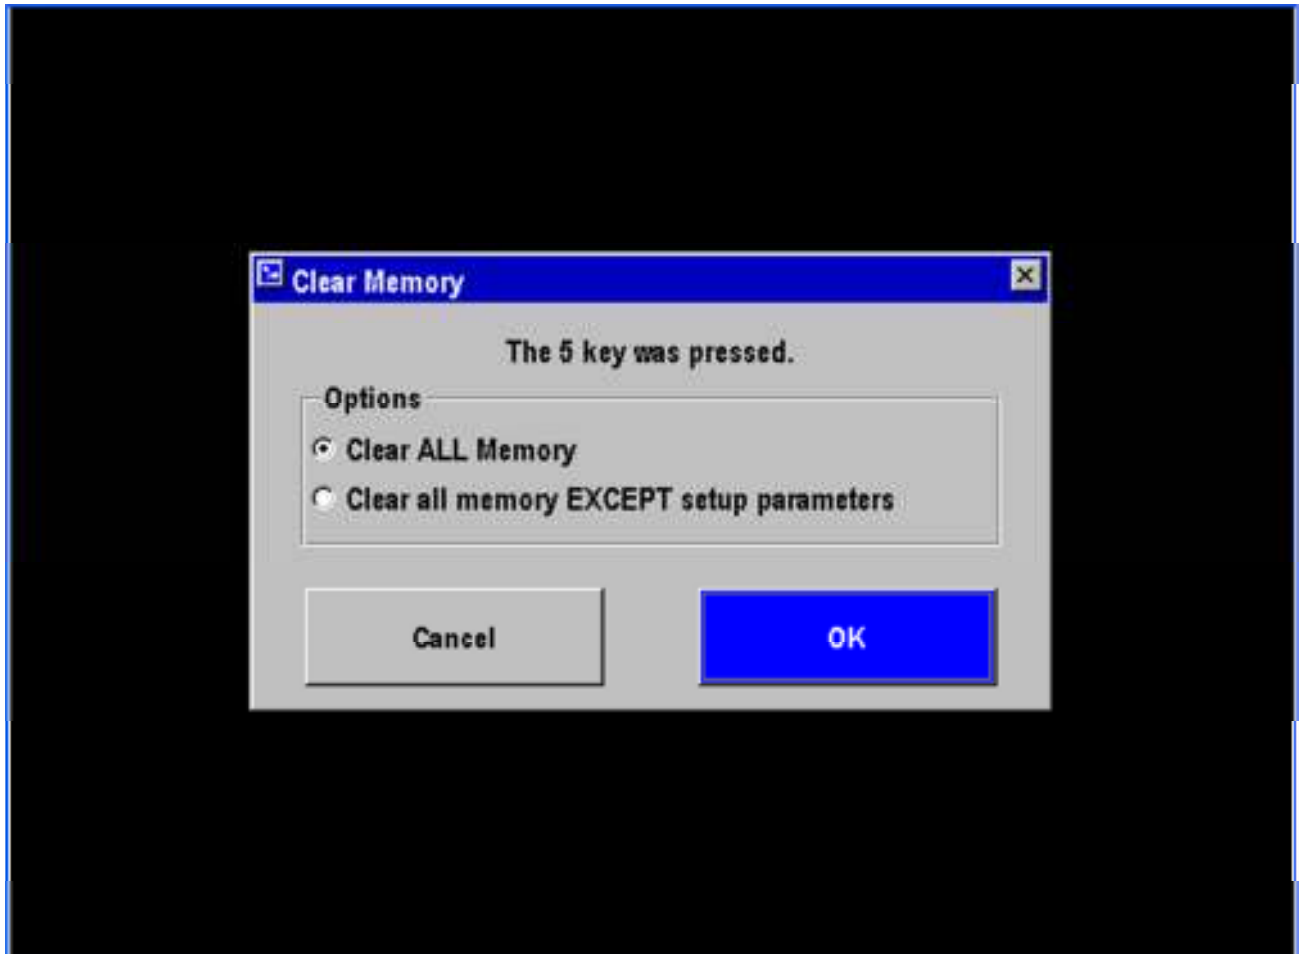 Clear Memory
The 5 key was pressed.
Options
Clear ALL Memory
Clear all memory EXCEPT setup parameters
Cancel OK